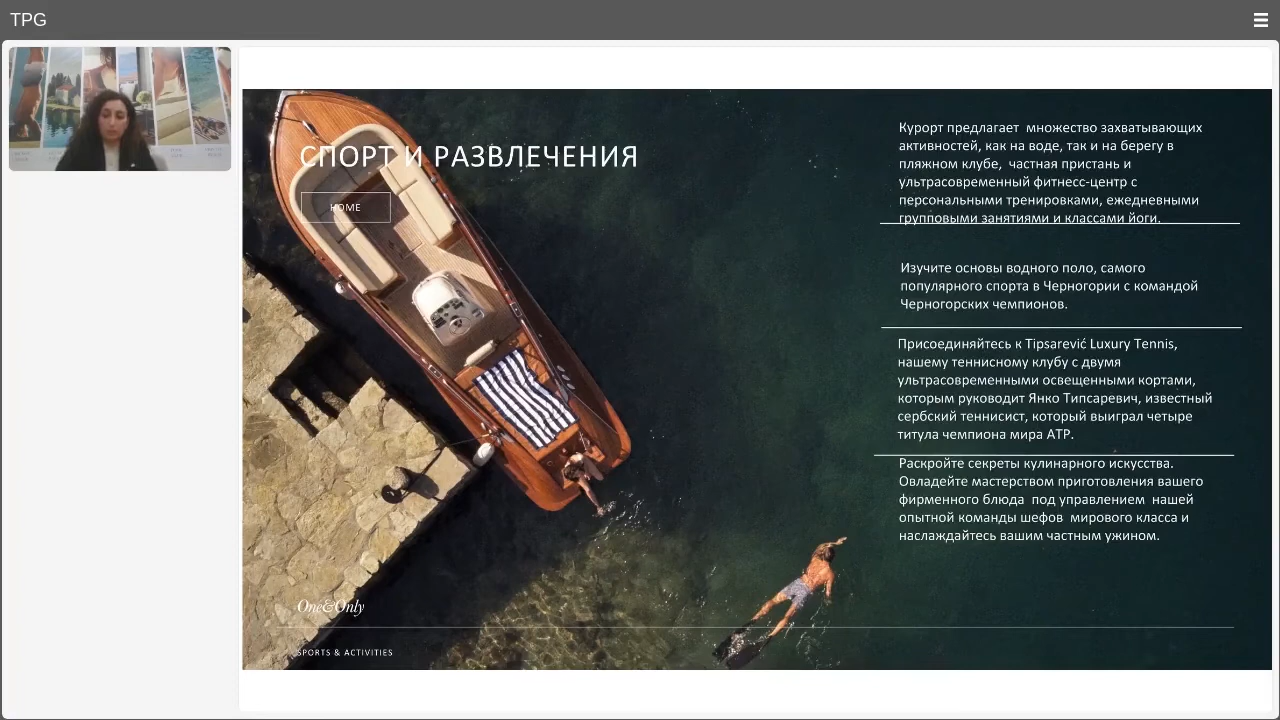 TPG
СПОРТ И РАЗВЛЕЧЕНИЯ
HOME
Курорт предлагает множество захватывающих
активностей, как на воде, так и на берегу в
пляжном клубе, частная пристань и
ультрасовременный фитнесс-центр с
персональными тренировками, ежедневными
групповыми занятиями и классами йоги.
Изучите основы водного поло, самого
популярного спорта в Черногории с командой
Черногорских чемпионов.
Присоединяйтесь к Tipsarević Luxury Tennis,
нашему теннисному клубу с двумя
ультрасовременными освещенными кортами,
которым руководит Янко Типсаревич, известный
сербский теннисист, который выиграл четыре
титула чемпиона мира ATP.
Раскройте секреты кулинарного искусства.
Овладейте мастерством приготовления вашего
фирменного блюда под управлением нашей
опытной команды шефов мирового класса и
наслаждайтесь вашим частным ужином.
One&Only
SPORTS & ACTIVITIES